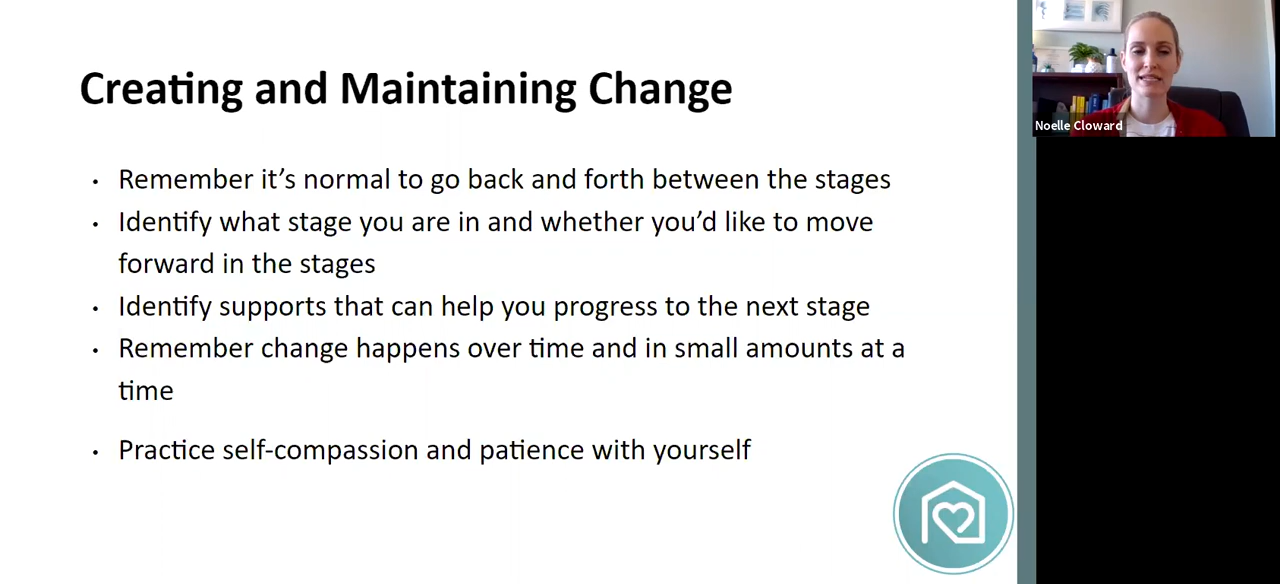 Creating and Maintaining Change
Noelle Cloward
• Remember it’s normal to go back and forth between the stages
• Identify what stage you are in and whether you’d like to move
forward in the stages
• Identify supports that can help you progress to the next stage
• Remember change happens over time and in small amounts at a
time
• Practice self-compassion and patience with yourself